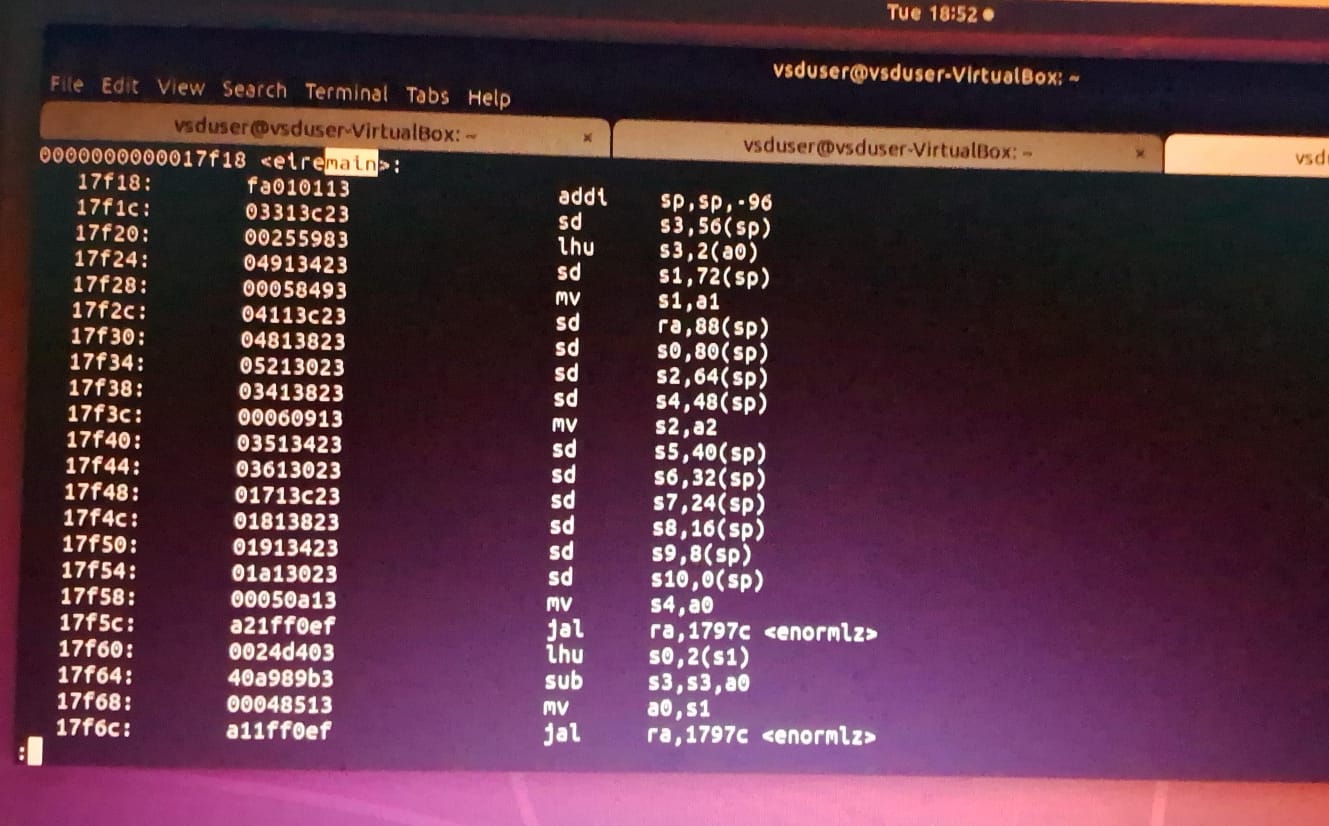 Tue 18:52
vsduser@vsduser-VirtualBox: ~
File Edit View Search Terminal Tabs Help
vsduser@vsduser-VirtualBox: ~ × vsduser@vsduser-VirtualBox: ~ × vsd
0000000000017f18 <eiremain>:
17f18: fa010113 addi sp,sp,-96
17f1c: 03313c23 sd s3,56(sp)
17f20: 00255983 lhu s3,2(a0)
17f24: 04913423 sd s1,72(sp)
17f28: 00058493 mv s1,a1
17f2c: 04113c23 sd ra,88(sp)
17f30: 04813823 sd s0,80(sp)
17f34: 05213023 sd s2,64(sp)
17f38: 03413823 sd s4,48(sp)
17f3c: 00060913 mv s2,a2
17f40: 03513423 sd s5,40(sp)
17f44: 03613023 sd s6,32(sp)
17f48: 01713c23 sd s7,24(sp)
17f4c: 01813823 sd s8,16(sp)
17f50: 01913423 sd s9,8(sp)
17f54: 01a13023 sd s10,0(sp)
17f58: 00050a13 mv s4,a0
17f5c: a21ff0ef jal ra,1797c <enormlz>
17f60: 0024d403 lhu s0,2(s1)
17f64: 40a989b3 sub s3,s3,a0
17f68: 00048513 mv a0,s1
17f6c: a11ff0ef jal ra,1797c <enormlz>
: